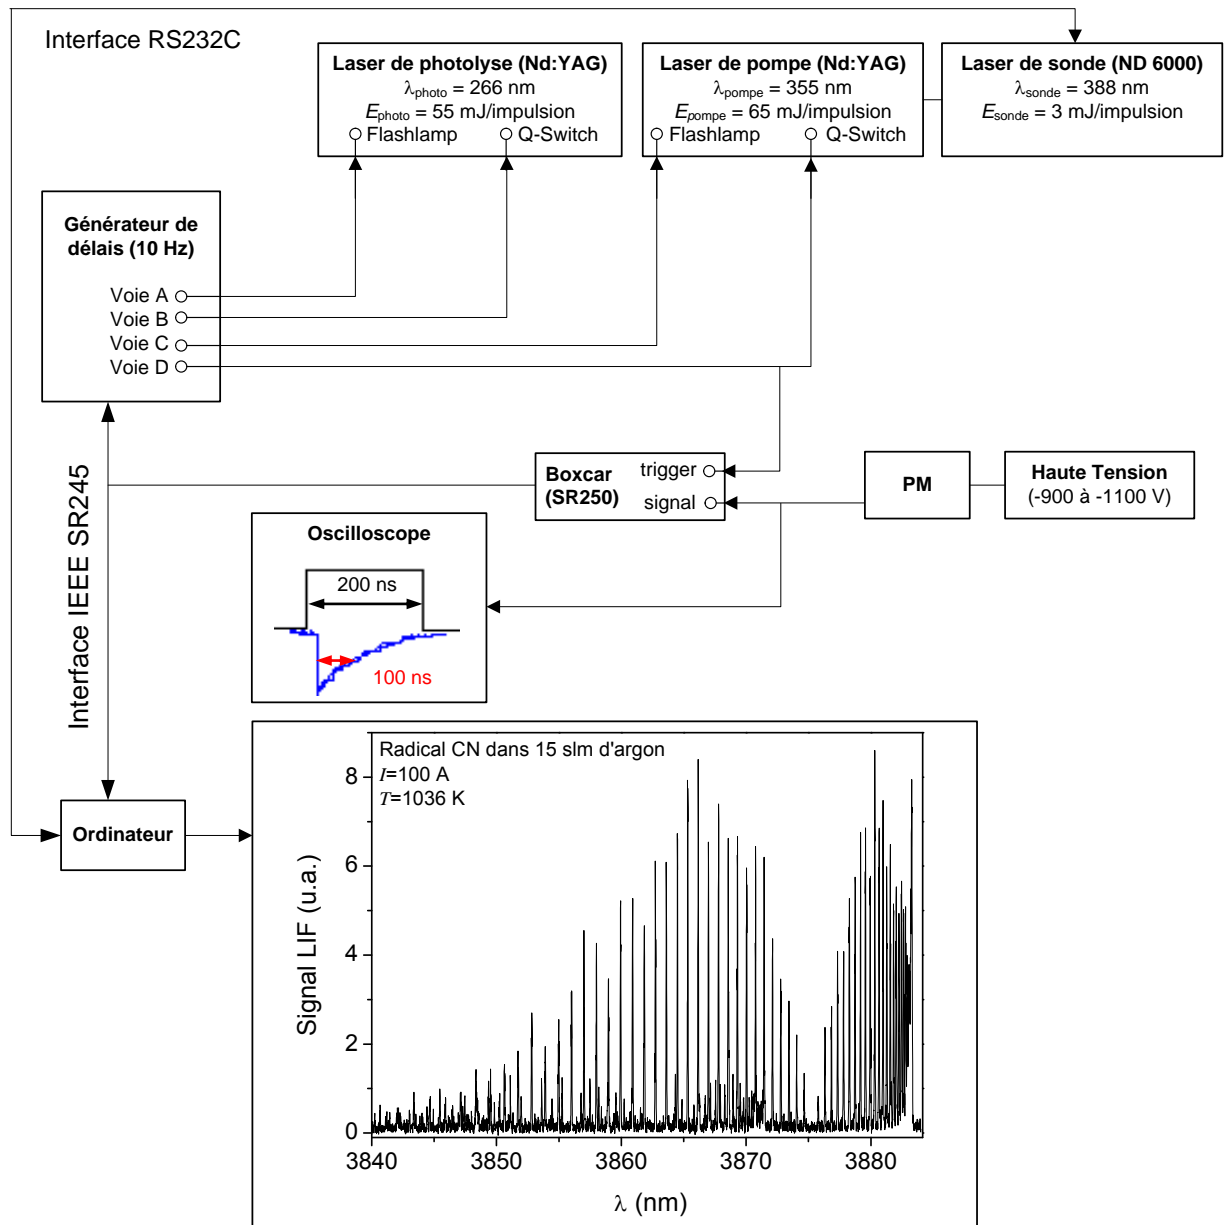 Interface RS232C
Laser de photolyse (Nd:YAG)
λphoto = 266 nm
Ephoto = 55 mJ/impulsion
Flashlamp
Q-Switch
Laser de pompe (Nd:YAG)
λpompe = 355 nm
Epompe = 65 mJ/impulsion
Flashlamp
Q-Switch
Laser de sonde (ND 6000)
λsonde = 388 nm
Esonde = 3 mJ/impulsion
Générateur de
délais (10 Hz)
Voie A
Voie B
Voie C
Voie D
Interface IEEE SR245
Boxcar
(SR250)
trigger
signal
PM
Haute Tension
(-900 à -1100 V)
Oscilloscope
200 ns
100 ns
Ordinateur
Radical CN dans 15 slm d'argon
I=100 A
T=1036 K
Signal LIF (u.a.)
8
6
4
2
0
3840
3850
3860
3870
3880
λ (nm)